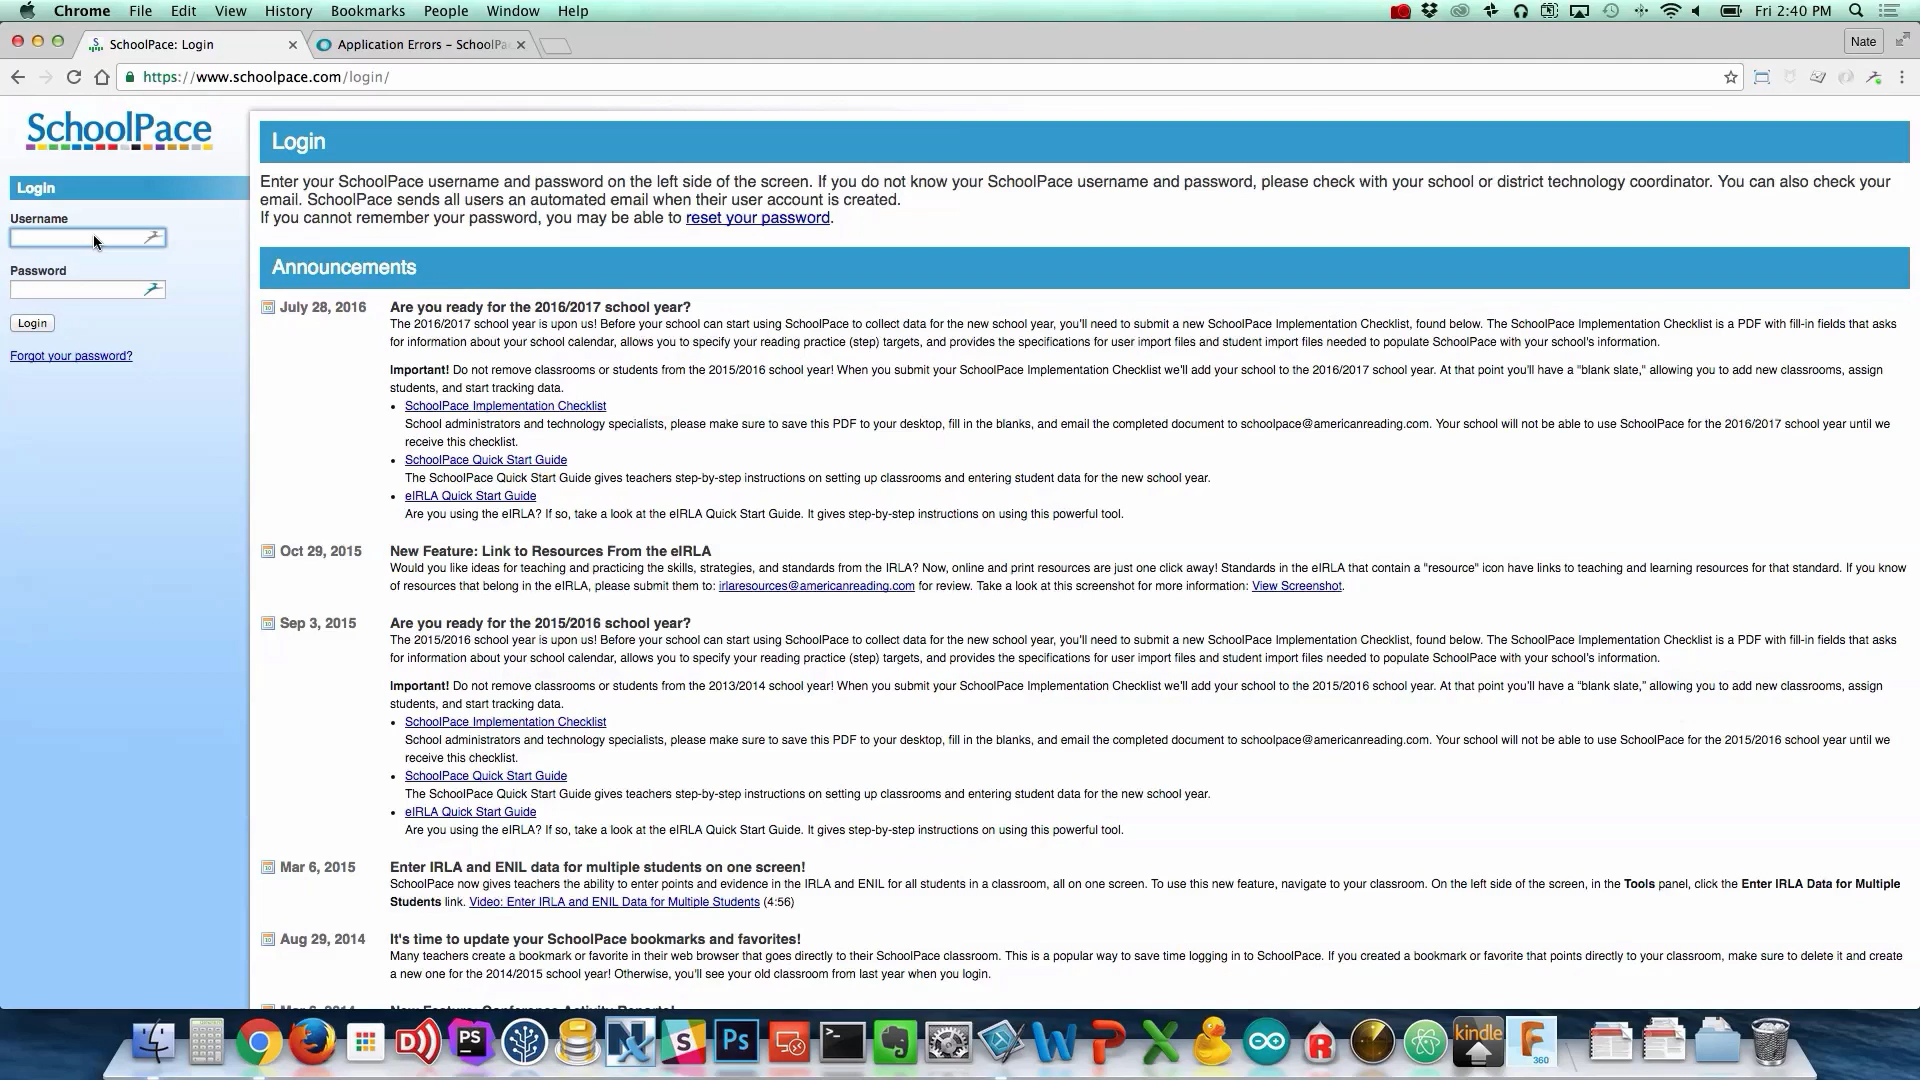 Chrome File Edit View History Bookmarks People Window Help Fri 2:40 PM
SchoolPace: Login
Application Errors – SchoolPa
Nate
https://www.schoolpace.com/login/
SchoolPace
Login
Username
Password
Login
Forgot your password?
Login
Enter your SchoolPace username and password on the left side of the screen. If you do not know your SchoolPace username and password, please check with your school or district technology coordinator. You can also check your
email. SchoolPace sends all users an automated email when their user account is created.
If you cannot remember your password, you may be able to reset your password.
Announcements
July 28, 2016 Are you ready for the 2016/2017 school year?
The 2016/2017 school year is upon us! Before your school can start using SchoolPace to collect data for the new school year, you'll need to submit a new SchoolPace Implementation Checklist, found below. The SchoolPace Implementation Checklist is a PDF with fill-in fields that asks
for information about your school calendar, allows you to specify your reading practice (step) targets, and provides the specifications for user import files and student import files needed to populate SchoolPace with your school's information.
Important! Do not remove classrooms or students from the 2015/2016 school year! When you submit your SchoolPace Implementation Checklist we'll add your school to the 2016/2017 school year. At that point you'll have a "blank slate," allowing you to add new classrooms, assign
students, and start tracking data.
• SchoolPace Implementation Checklist
School administrators and technology specialists, please make sure to save this PDF to your desktop, fill in the blanks, and email the completed document to schoolpace@americanreading.com. Your school will not be able to use SchoolPace for the 2016/2017 school year until we
receive this checklist.
• SchoolPace Quick Start Guide
The SchoolPace Quick Start Guide gives teachers step-by-step instructions on setting up classrooms and entering student data for the new school year.
• eIRLA Quick Start Guide
Are you using the eIRLA? If so, take a look at the eIRLA Quick Start Guide. It gives step-by-step instructions on using this powerful tool.
Oct 29, 2015 New Feature: Link to Resources From the eIRLA
Would you like ideas for teaching and practicing the skills, strategies, and standards from the IRLA? Now, online and print resources are just one click away! Standards in the eIRLA that contain a "resource" icon have links to teaching and learning resources for that standard. If you know
of resources that belong in the eIRLA, please submit them to: irlaresources@americanreading.com for review. Take a look at this screenshot for more information: View Screenshot.
Sep 3, 2015 Are you ready for the 2015/2016 school year?
The 2015/2016 school year is upon us! Before your school can start using SchoolPace to collect data for the new school year, you'll need to submit a new SchoolPace Implementation Checklist, found below. The SchoolPace Implementation Checklist is a PDF with fill-in fields that asks
for information about your school calendar, allows you to specify your reading practice (step) targets, and provides the specifications for user import files and student import files needed to populate SchoolPace with your school's information.
Important! Do not remove classrooms or students from the 2013/2014 school year! When you submit your SchoolPace Implementation Checklist we'll add your school to the 2015/2016 school year. At that point you'll have a "blank slate," allowing you to add new classrooms, assign
students, and start tracking data.
• SchoolPace Implementation Checklist
School administrators and technology specialists, please make sure to save this PDF to your desktop, fill in the blanks, and email the completed document to schoolpace@americanreading.com. Your school will not be able to use SchoolPace for the 2015/2016 school year until we
receive this checklist.
• SchoolPace Quick Start Guide
The SchoolPace Quick Start Guide gives teachers step-by-step instructions on setting up classrooms and entering student data for the new school year.
• eIRLA Quick Start Guide
Are you using the eIRLA? If so, take a look at the eIRLA Quick Start Guide. It gives step-by-step instructions on using this powerful tool.
Mar 6, 2015 Enter IRLA and ENIL data for multiple students on one screen!
SchoolPace now gives teachers the ability to enter points and evidence in the IRLA and ENIL for all students in a classroom, all on one screen. To use this new feature, navigate to your classroom. On the left side of the screen, in the Tools panel, click the Enter IRLA Data for Multiple
Students link. Video: Enter IRLA and ENIL Data for Multiple Students (4:56)
Aug 29, 2014 It's time to update your SchoolPace bookmarks and favorites!
Many teachers create a bookmark or favorite in their web browser that goes directly to their SchoolPace classroom. This is a popular way to save time logging in to SchoolPace. If you created a bookmark or favorite that points directly to your classroom, make sure to delete it and create
a new one for the 2014/2015 school year! Otherwise, you'll see your old classroom from last year when you login.
PS
Ps
kindle
360